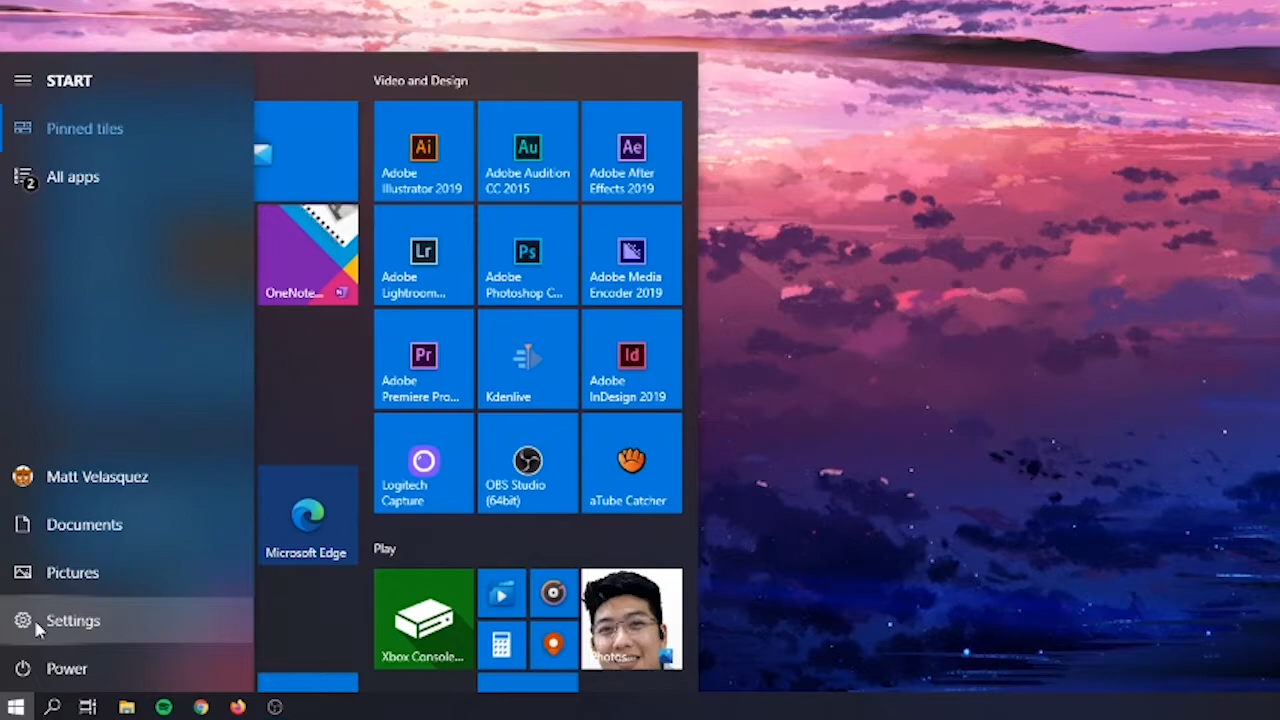 START
Pinned tiles
2
All apps
Matt Velasquez
Documents
Pictures
Settings
Power
OneNote...
Microsoft Edge
Video and Design
Ai
Adobe
Illustrator 2019
Au
Adobe Audition
CC 2015
Ae
Adobe After
Effects 2019
Lr
Adobe
Lightroom...
Ps
Adobe
Photoshop C...
Adobe Media
Encoder 2019
Pr
Adobe
Premiere Pro...
Kdenlive
Id
Adobe
InDesign 2019
Logitech
Capture
OBS Studio
(64bit)
aTube Catcher
Play
Xbox Console...
Photos...